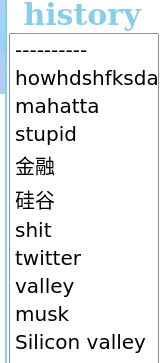 history
----------
howhdshfksda
mahatta
stupid
金融
硅谷
shit
twitter
valley
musk
Silicon valley